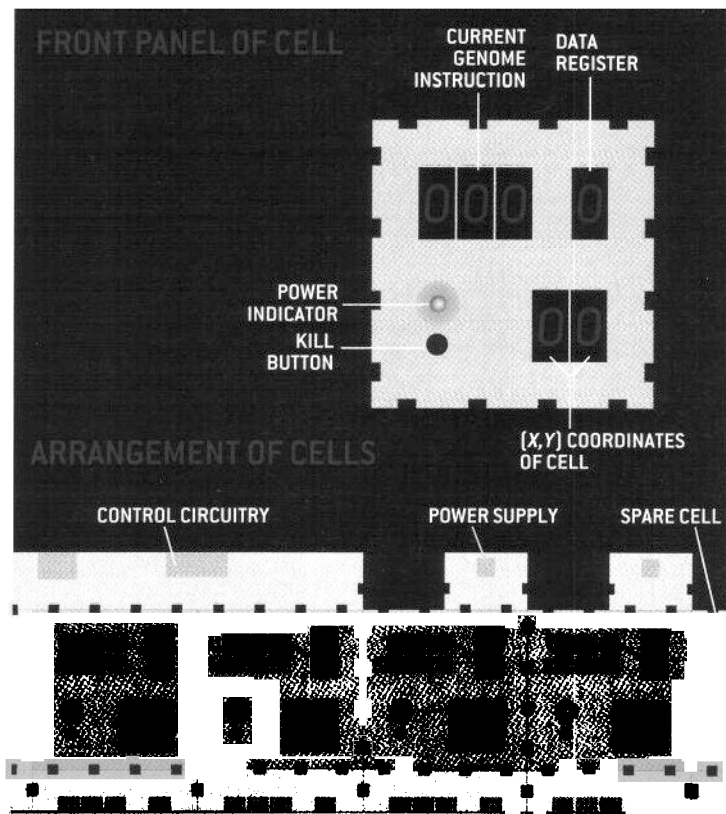 FRONT PANEL OF CELL
CURRENT
GENOME
INSTRUCTION
DATA
REGISTER
000
0
POWER
INDICATOR
KILL
BUTTON
00
(X,Y) COORDINATES
OF CELL
ARRANGEMENT OF CELLS
CONTROL CIRCUITRY
POWER SUPPLY
SPARE CELL